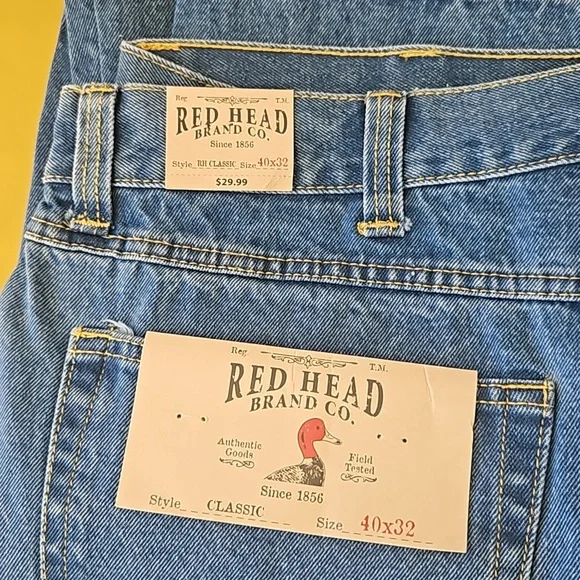 Reg. T.M.
RED HEAD
BRAND CO.
Since 1856
Style RH CLASSIC Size 40x32
$29.99
Reg. T.M.
RED HEAD
BRAND CO.
Authentic Goods
Field Tested
Since 1856
Style CLASSIC Size 40x32